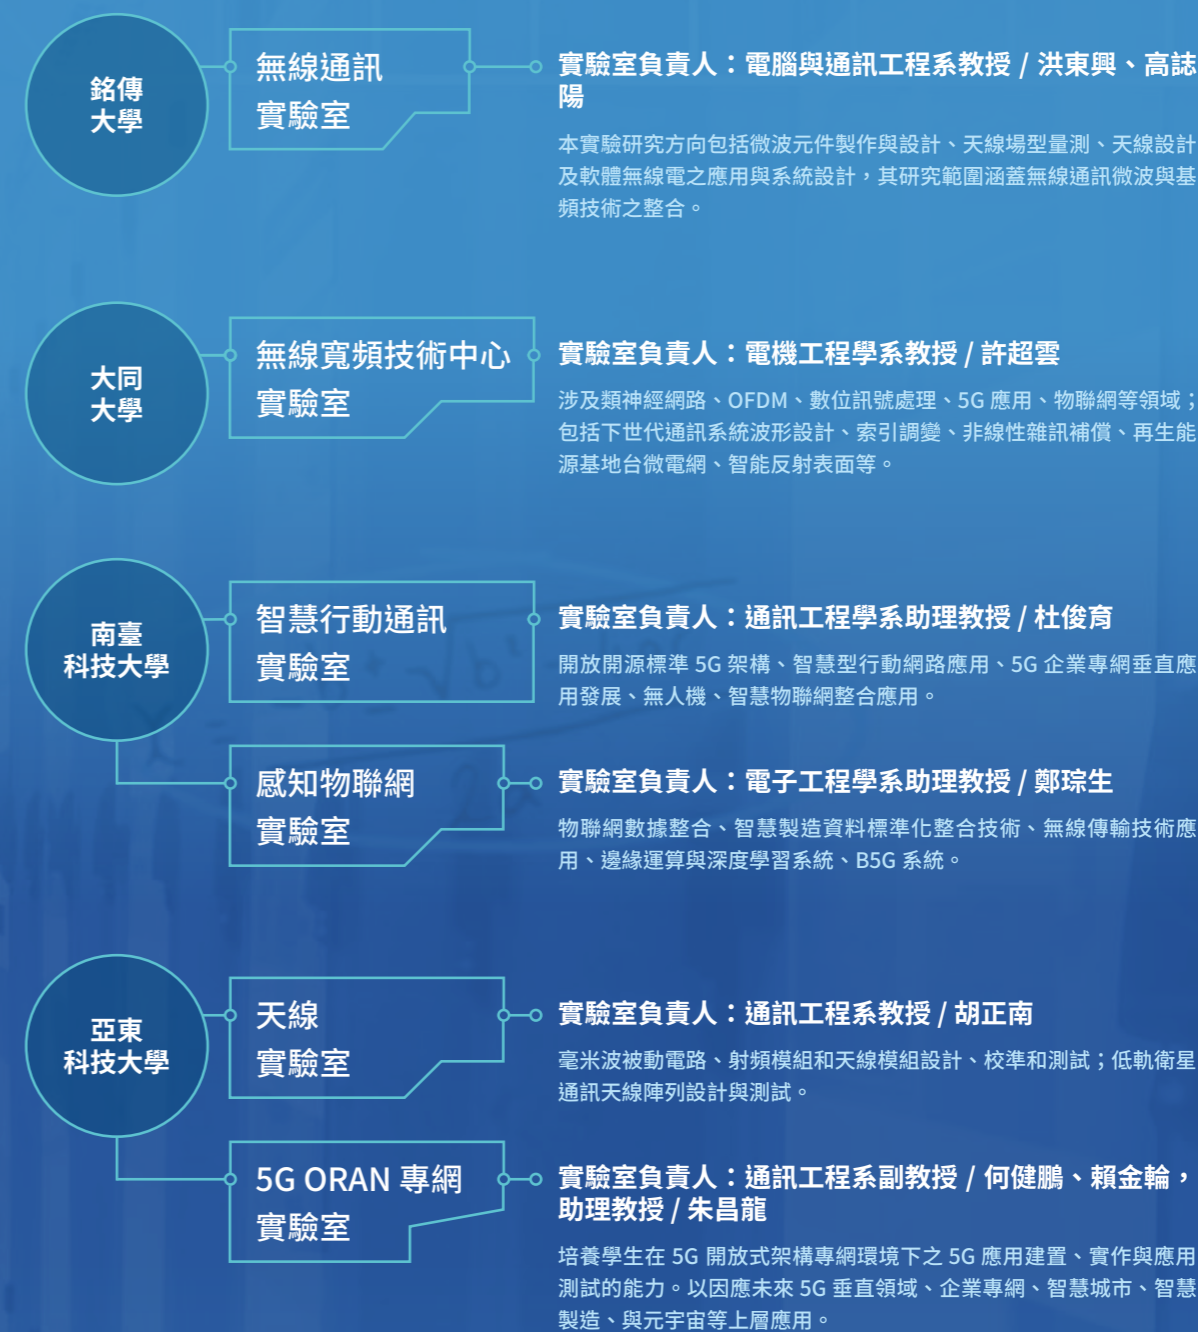 銘傳
大學
無線通訊
實驗室
實驗室負責人：電腦與通訊工程系教授 / 洪東興、高誌
陽
本實驗研究方向包括微波元件製作與設計、天線場型量測、天線設計
及軟體無線電之應用與系統設計，其研究範圍涵蓋無線通訊微波與基
頻技術之整合。
大同
大學
無線寬頻技術中心
實驗室
實驗室負責人：電機工程學系教授 / 許超雲
涉及類神經網路、OFDM、數位訊號處理、5G 應用、物聯網等領域；
包括下世代通訊系統波形設計、索引調變、非線性雜訊補償、再生能
源基地台微電網、智能反射表面等。
南臺
科技大學
智慧行動通訊
實驗室
實驗室負責人：通訊工程學系助理教授 / 杜俊育
開放開源標準 5G 架構、智慧型行動網路應用、5G 企業專網垂直應
用發展、無人機、智慧物聯網整合應用。
感知物聯網
實驗室
實驗室負責人：電子工程學系助理教授 / 鄭琮生
物聯網數據整合、智慧製造資料標準化整合技術、無線傳輸技術應
用、邊緣運算與深度學習系統、B5G 系統。
亞東
科技大學
天線
實驗室
實驗室負責人：通訊工程系教授 / 胡正南
毫米波被動電路、射頻模組和天線模組設計、校準和測試；低軌衛星
通訊天線陣列設計與測試。
5G ORAN 專網
實驗室
實驗室負責人：通訊工程系副教授 / 何健鵬、賴金輪，
助理教授 / 朱昌龍
培養學生在 5G 開放式架構專網環境下之 5G 應用建置、實作與應用
測試的能力。以因應未來 5G 垂直領域、企業專網、智慧城市、智慧
製造、與元宇宙等上層應用。